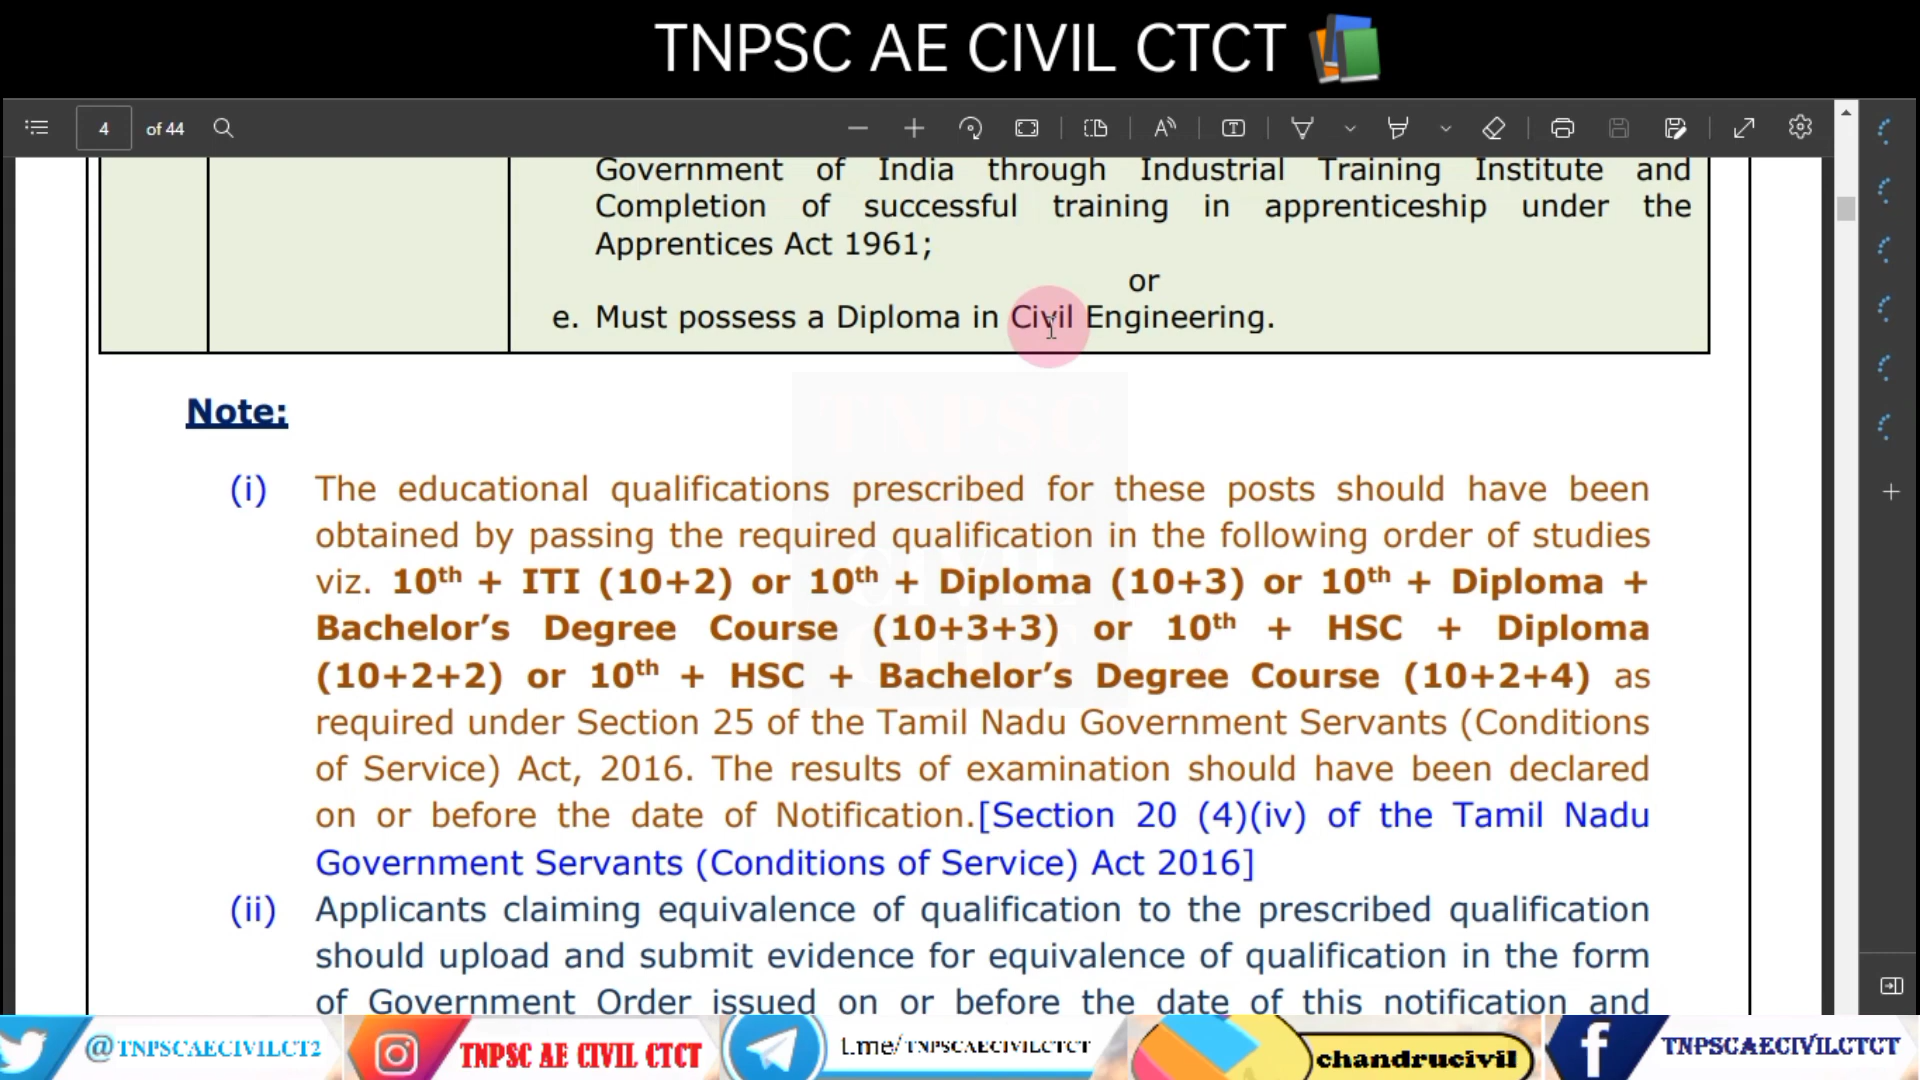 TNPSC AE CIVIL CTCT
4 of 44
Government of India through Industrial Training Institute and
Completion of successful training in apprenticeship under the
Apprentices Act 1961;
or
e. Must possess a Diploma in Civil Engineering.
Note:
(i) The educational qualifications prescribed for these posts should have been
obtained by passing the required qualification in the following order of studies
viz. 10th + ITI (10+2) or 10th + Diploma (10+3) or 10th + Diploma +
Bachelor’s Degree Course (10+3+3) or 10th + HSC + Diploma
(10+2+2) or 10th + HSC + Bachelor’s Degree Course (10+2+4) as
required under Section 25 of the Tamil Nadu Government Servants (Conditions
of Service) Act, 2016. The results of examination should have been declared
on or before the date of Notification.[Section 20 (4)(iv) of the Tamil Nadu
Government Servants (Conditions of Service) Act 2016]
(ii) Applicants claiming equivalence of qualification to the prescribed qualification
should upload and submit evidence for equivalence of qualification in the form
of Government Order issued on or before the date of this notification and
TNPSC
CIVIL
CTCT
@TNPSCAECIVILCT2
TNPSC AE CIVIL CTCT
t.me/TNPSCAECIVILCTCT
chandrucivil
TNPSCAECIVILCTCT